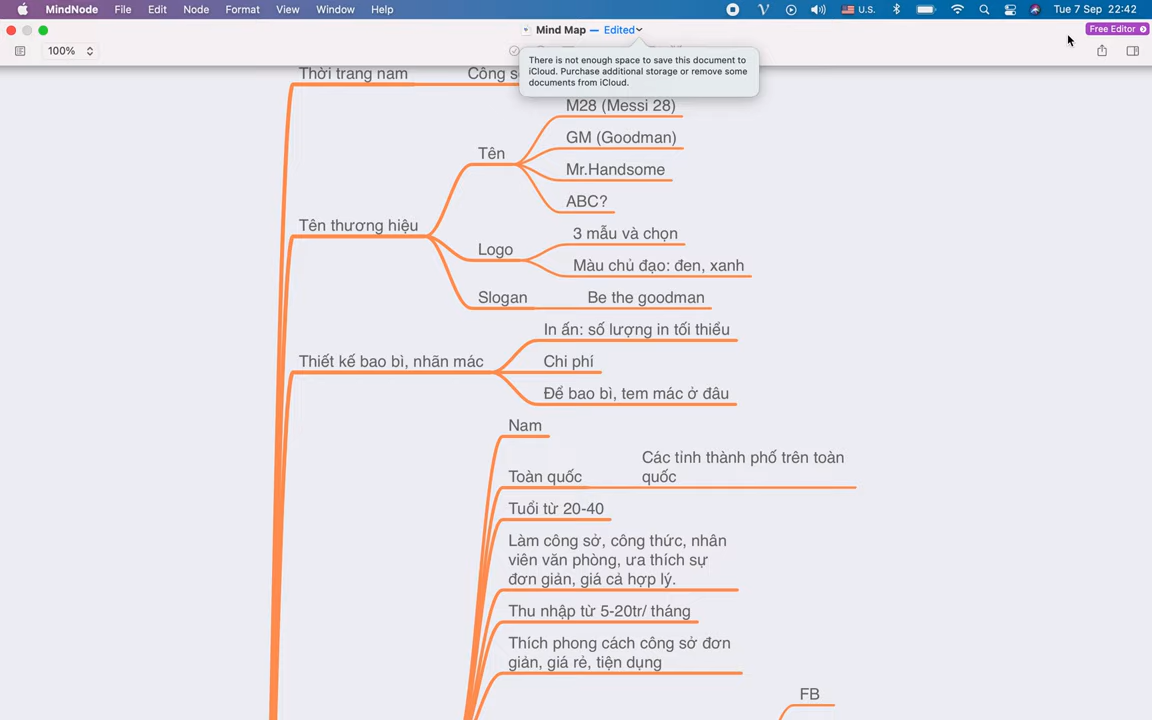 MindNode File Edit Node Format View Window Help U.S. Tue 7 Sep 22:42
Mind Map — Edited
Free Editor
100%
There is not enough space to save this document to
iCloud. Purchase additional storage or remove some
documents from iCloud.
Thời trang nam
Công s
M28 (Messi 28)
GM (Goodman)
Tên
Mr.Handsome
ABC?
Tên thương hiệu
3 mẫu và chọn
Logo
Màu chủ đạo: đen, xanh
Slogan
Be the goodman
In ấn: số lượng in tối thiểu
Thiết kế bao bì, nhãn mác
Chi phí
Để bao bì, tem mác ở đâu
Nam
Toàn quốc
Các tỉnh thành phố trên toàn
quốc
Tuổi từ 20-40
Làm công sở, công thức, nhân
viên văn phòng, ưa thích sự
đơn giản, giá cả hợp lý.
Thu nhập từ 5-20tr/ tháng
Thích phong cách công sở đơn
giản, giá rẻ, tiện dụng
FB